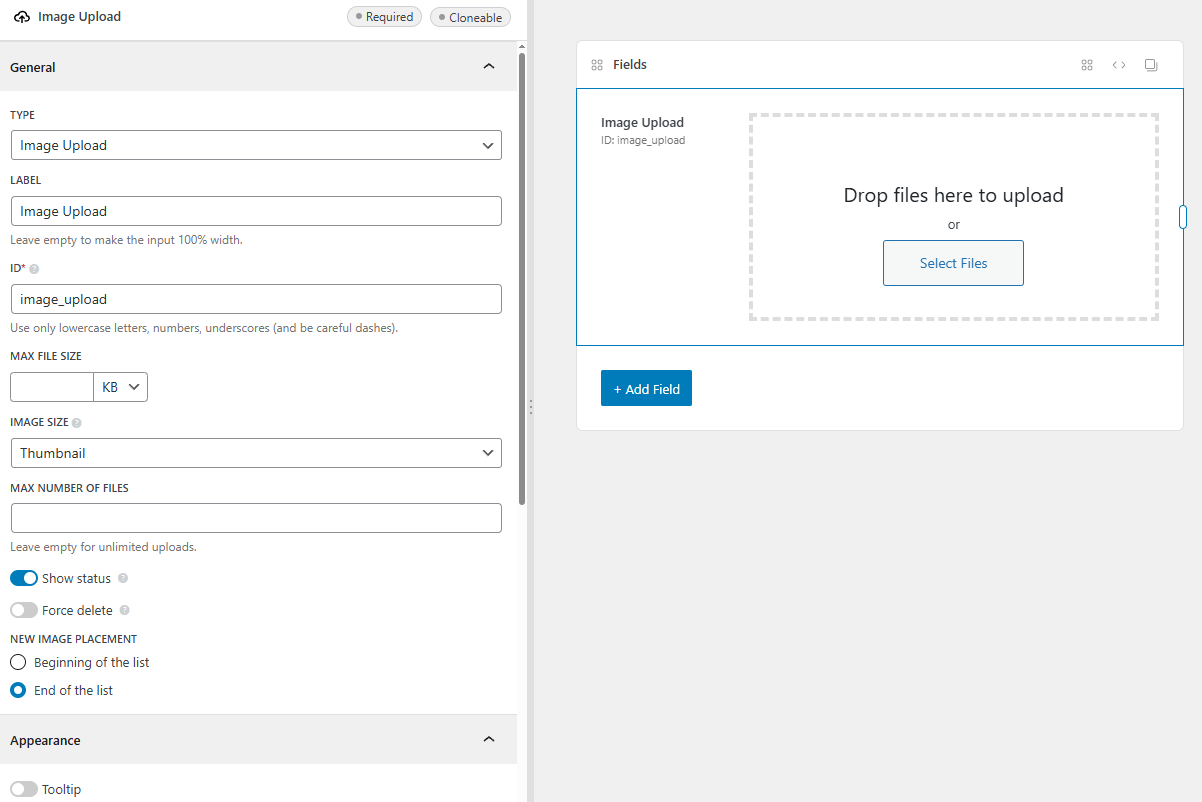 Image Upload
Required
Cloneable
General
TYPE
Image Upload
LABEL
Image Upload
Leave empty to make the input 100% width.
ID* ?
image_upload
Use only lowercase letters, numbers, underscores (and be careful dashes).
MAX FILE SIZE
KB
IMAGE SIZE ?
Thumbnail
MAX NUMBER OF FILES
Leave empty for unlimited uploads.
Show status ?
Force delete ?
NEW IMAGE PLACEMENT
Beginning of the list
End of the list
Appearance
Tooltip
Fields
Image Upload
ID: image_upload
Drop files here to upload
or
Select Files
+ Add Field